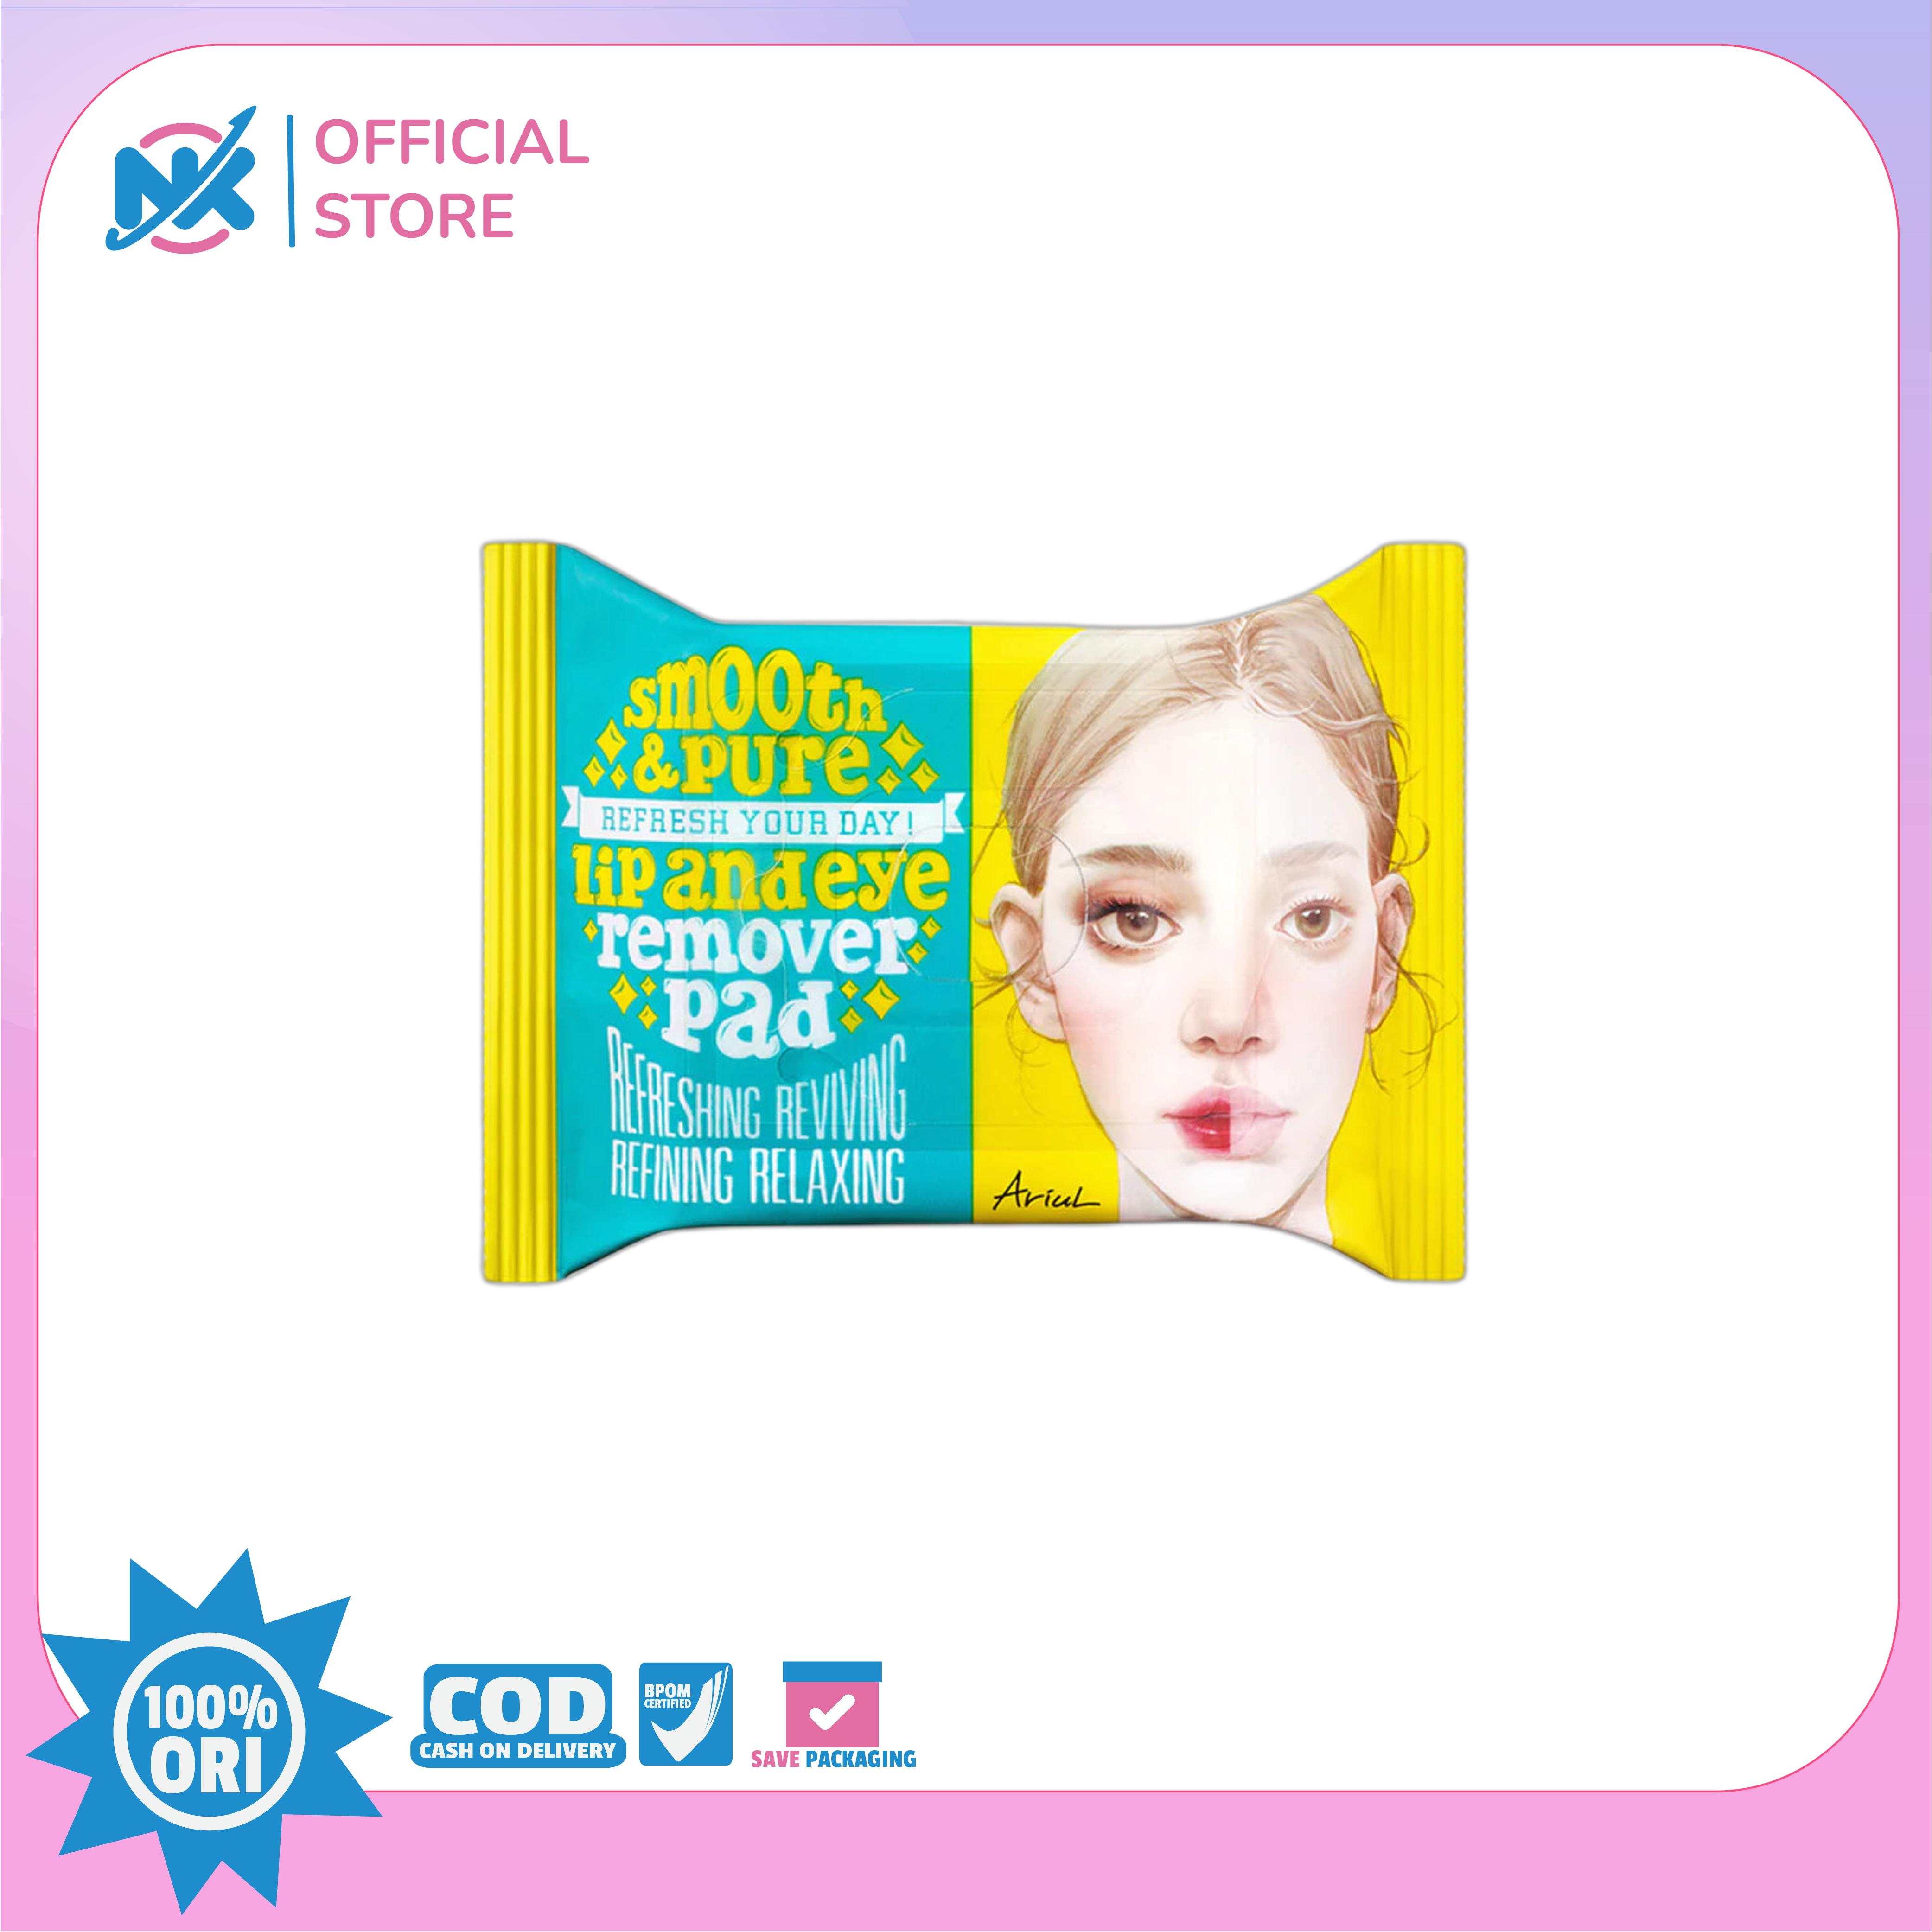 NK
OFFICIAL
STORE
smooth
& pure
REFRESH YOUR DAY!
lip and eye
remover
pad
REFRESHING REVIVING
REFINING RELAXING
Ariul
100%
ORI
COD
CASH ON DELIVERY
BPOM
CERTIFIED
SAVE PACKAGING